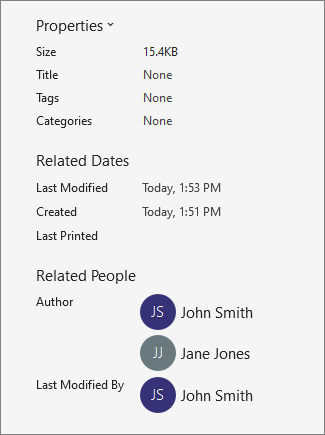 Properties
Size 15.4KB
Title None
Tags None
Categories None
Related Dates
Last Modified Today, 1:53 PM
Created Today, 1:51 PM
Last Printed
Related People
Author JS John Smith
JJ Jane Jones
Last Modified By JS John Smith